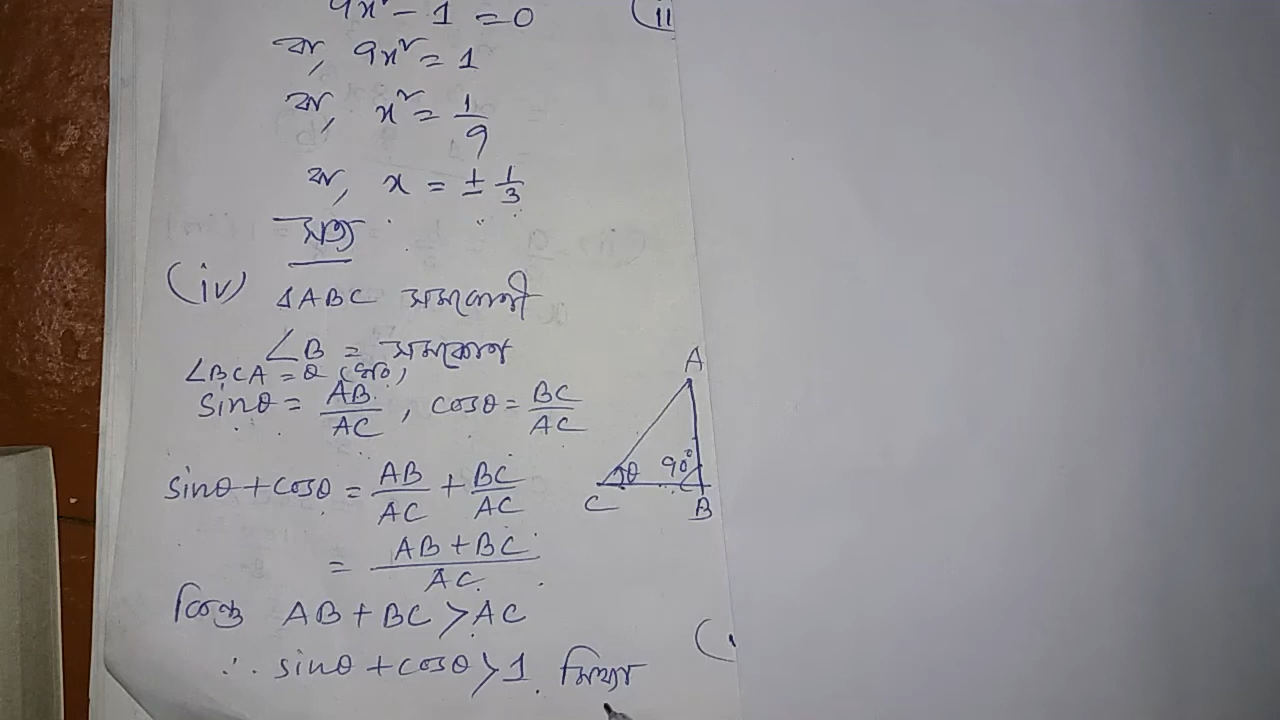 9x² - 1 = 0
বা, 9x² = 1
বা, x² = 1/9
বা, x = ± 1/3
সত্য
(iv) ΔABC সমকোণী
∠B = সমকোণ
∠BCA = θ (ধরি)
sinθ = AB/AC , cosθ = BC/AC
sinθ + cosθ = AB/AC + BC/AC
= AB + BC/AC
কিন্তু AB + BC > AC
∴ sinθ + cosθ > 1. মিথ্যা
(ii
A
θ 90°
C B